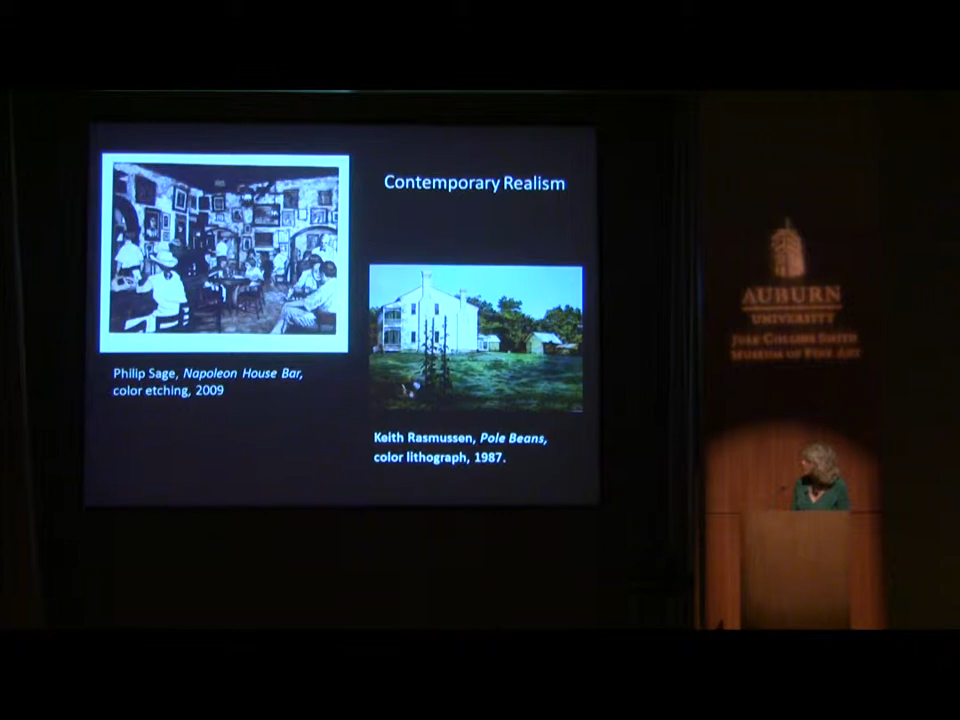 Contemporary Realism
Philip Sage, Napoleon House Bar,
color etching, 2009
Keith Rasmussen, Pole Beans,
color lithograph, 1987.
AUBURN
UNIVERSITY
JULE COLLINS SMITH
MUSEUM OF FINE ART